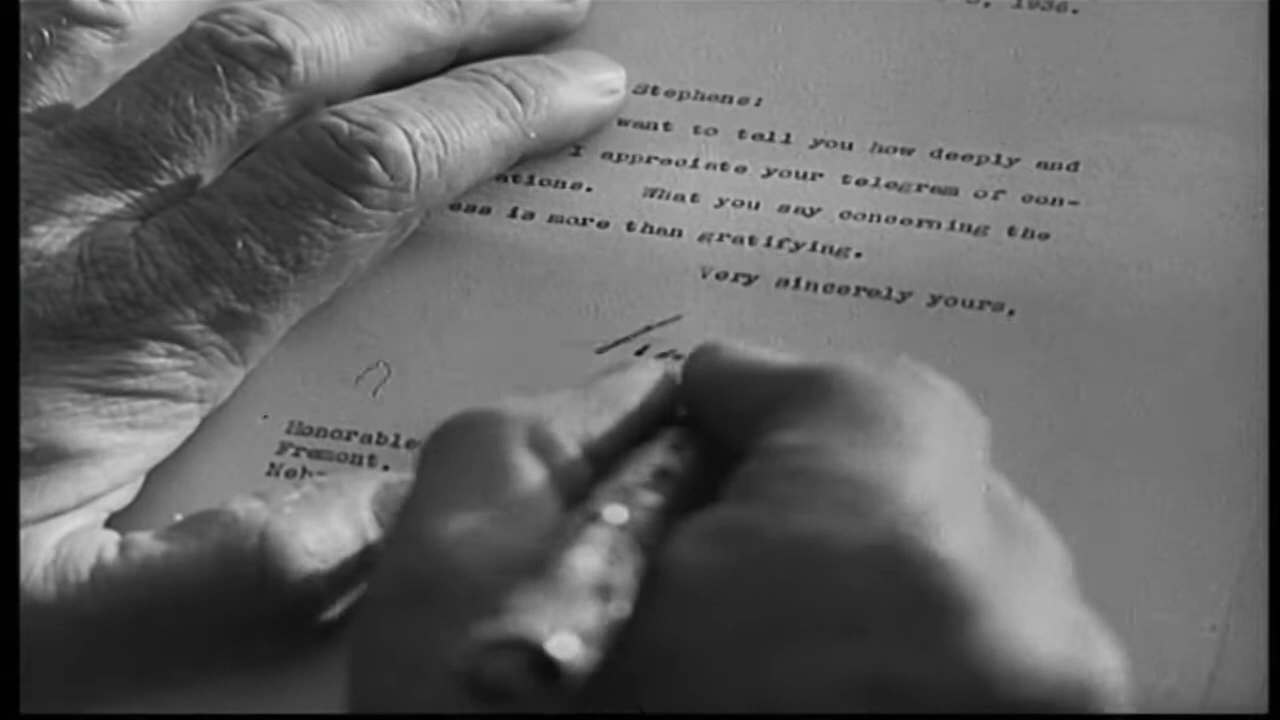 , 1936.
Stephens:
want to tell you how deeply and
I appreciate your telegram of con-
ations. What you say concerning the
ess is more than gratifying.
Very sincerely yours,
Honorable
Fremont,
Neb